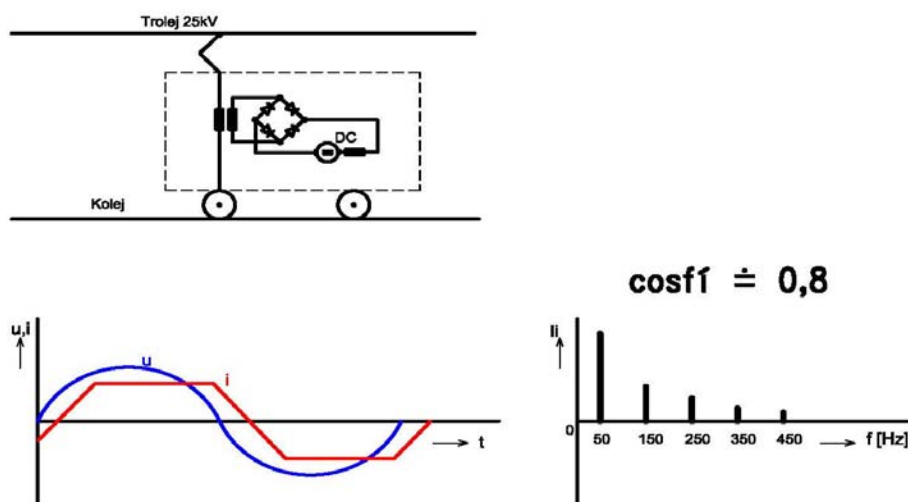 Trolej 25kV
DC
Kolej
cosfí ≐ 0,8
u,i
u
i
t
Ii
0
50 150 250 350 450
f [Hz]